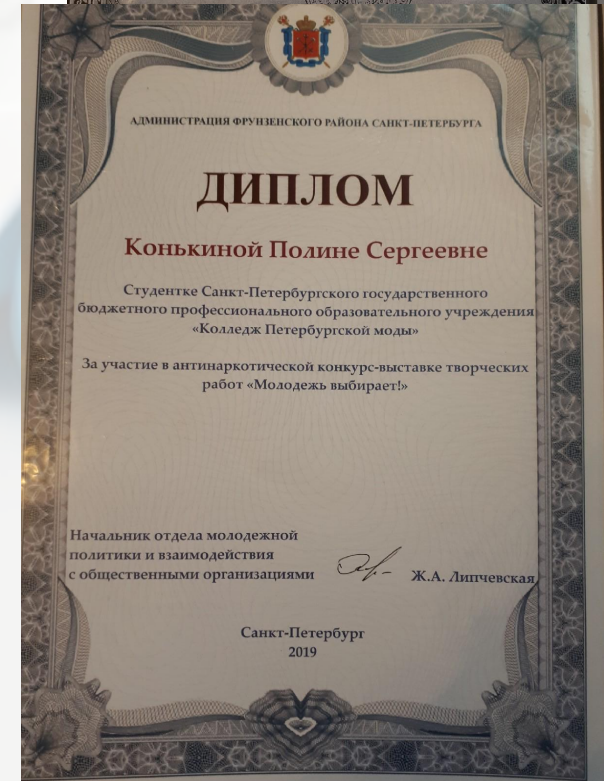 АДМИНИСТРАЦИЯ ФРУНЗЕНСКОГО РАЙОНА САНКТ-ПЕТЕРБУРГА
ДИПЛОМ
Конькиной Полине Сергеевне
Студентке Санкт-Петербургского государственного
бюджетного профессионального образовательного учреждения
«Колледж Петербургской моды»
За участие в антинаркотической конкурс-выставке творческих
работ «Молодежь выбирает!»
Начальник отдела молодежной
политики и взаимодействия
с общественными организациями
Ж.А. Липчевская
Санкт-Петербург
2019